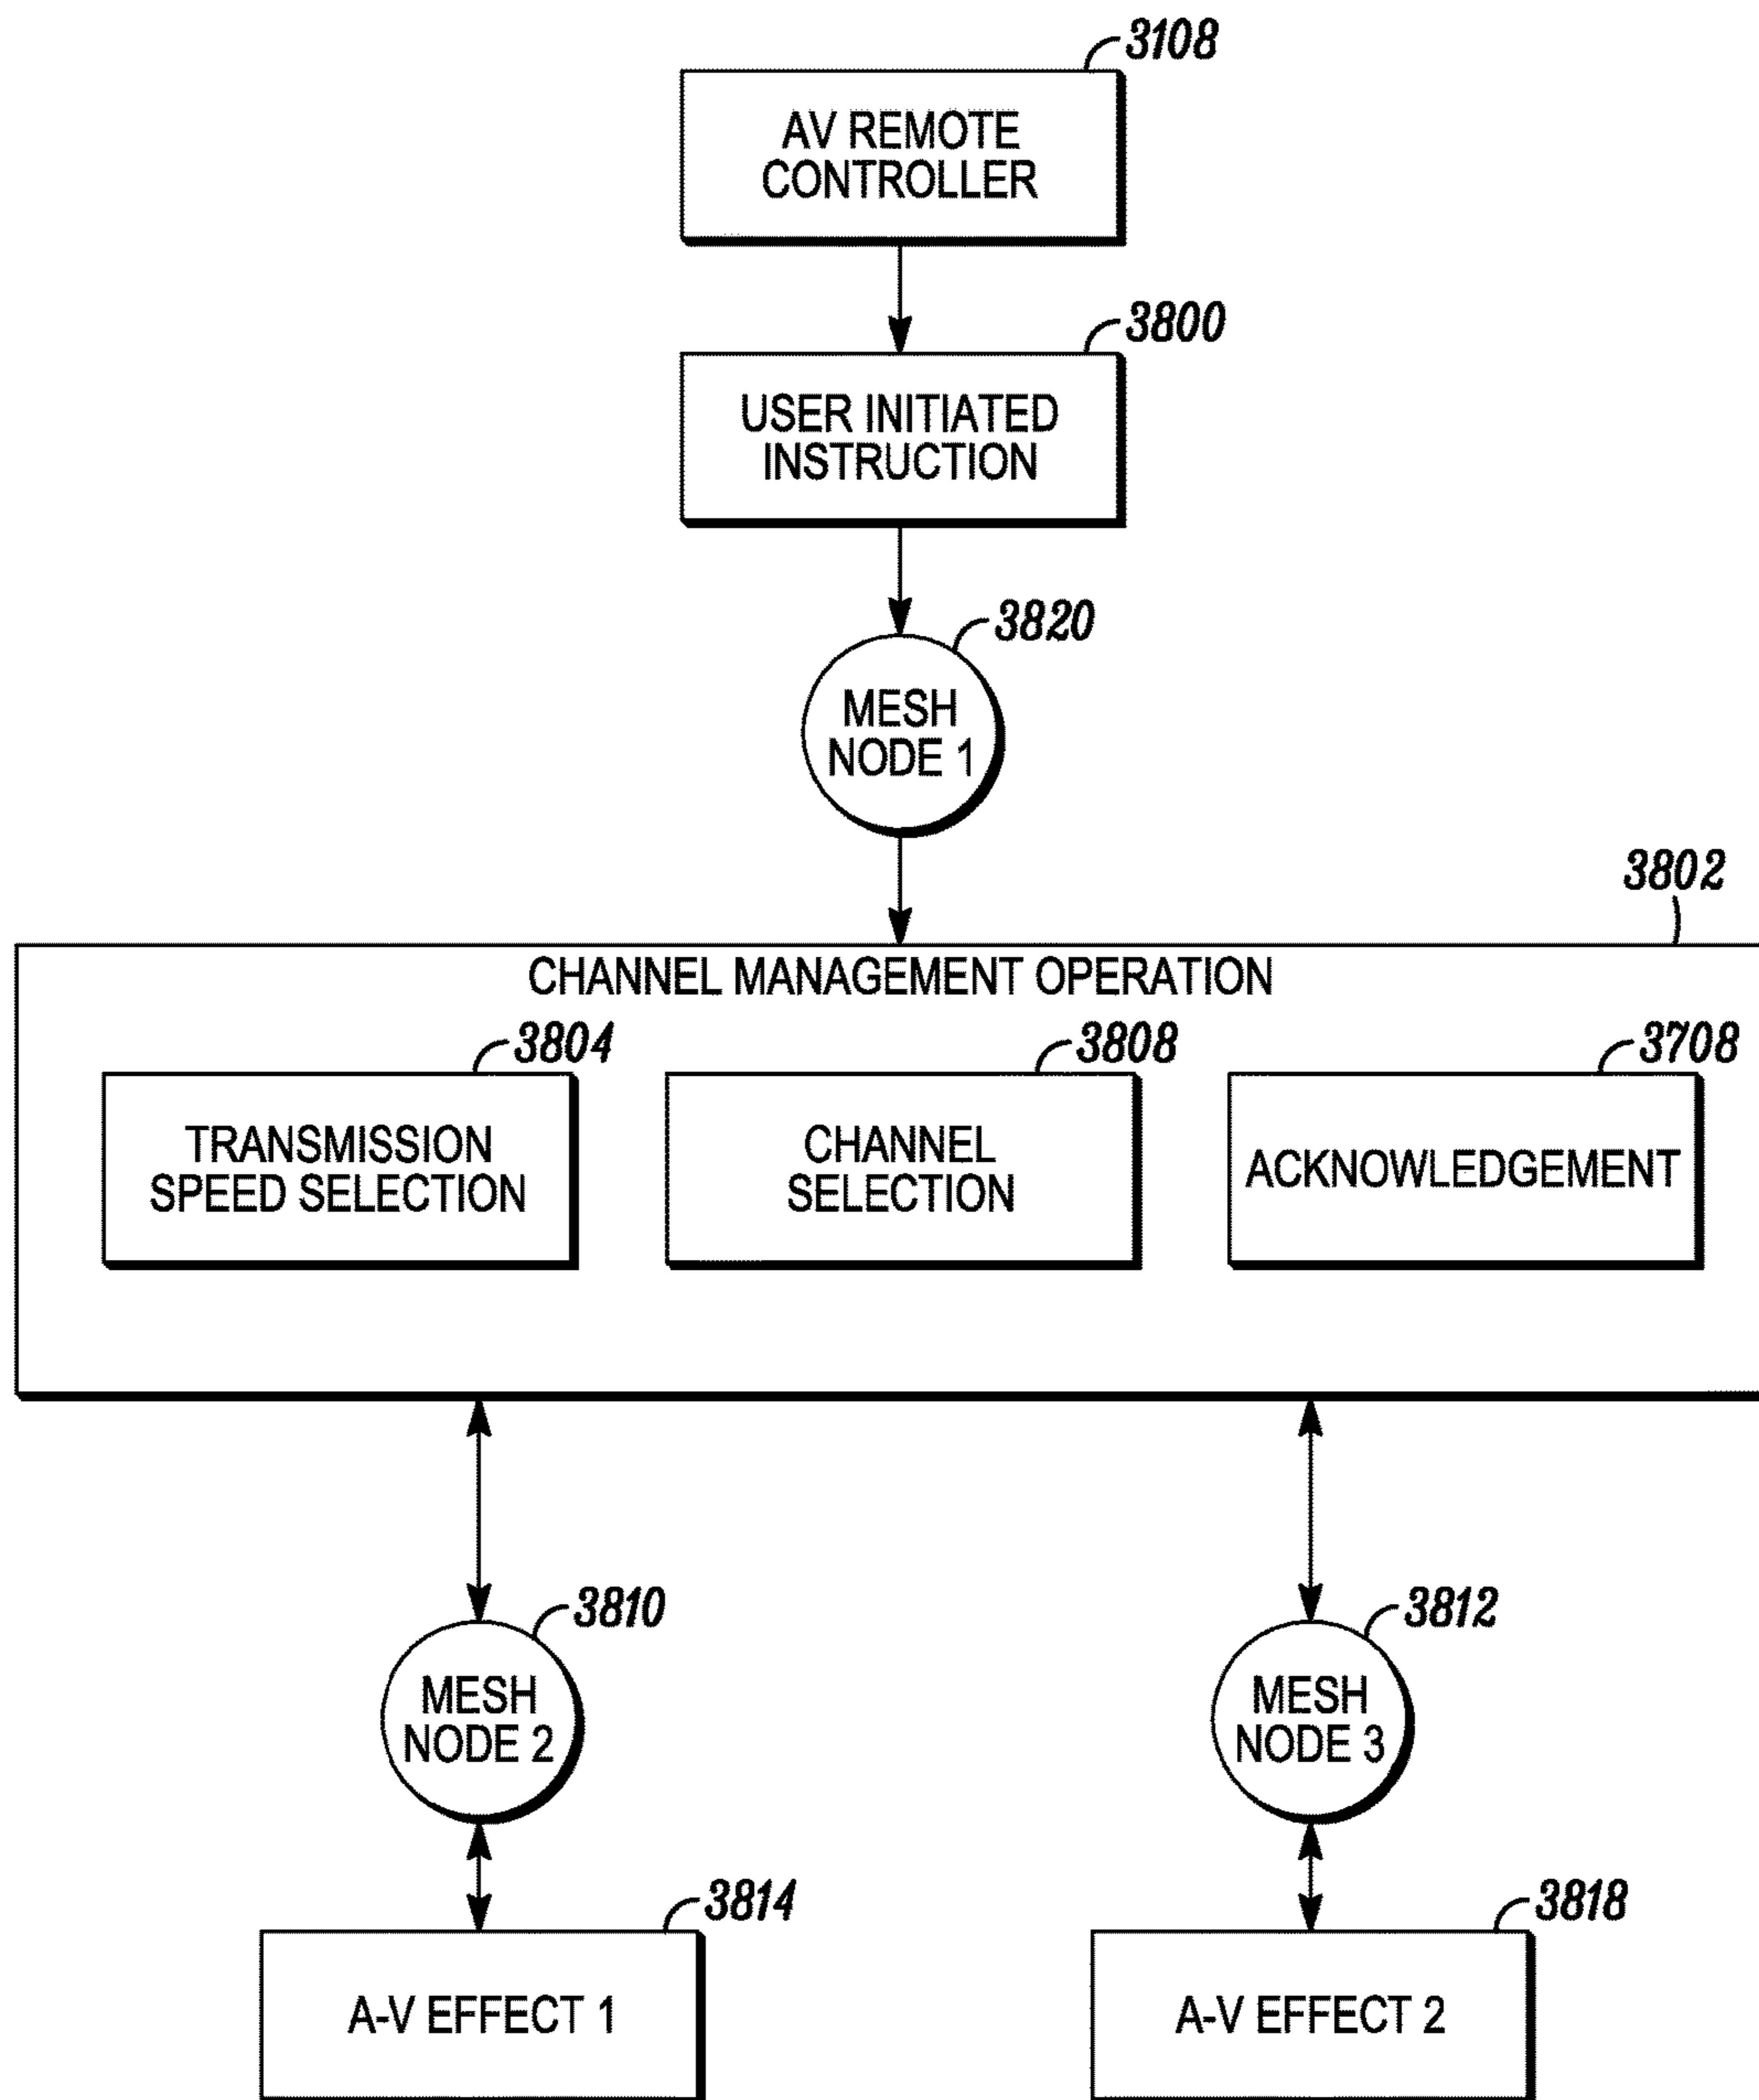 3108
AV REMOTE
CONTROLLER
3800
USER INITIATED
INSTRUCTION
3820
MESH
NODE 1
3802
CHANNEL MANAGEMENT OPERATION
3804
TRANSMISSION
SPEED SELECTION
3808
CHANNEL
SELECTION
3708
ACKNOWLEDGEMENT
3810
MESH
NODE 2
3812
MESH
NODE 3
3814
A-V EFFECT 1
3818
A-V EFFECT 2